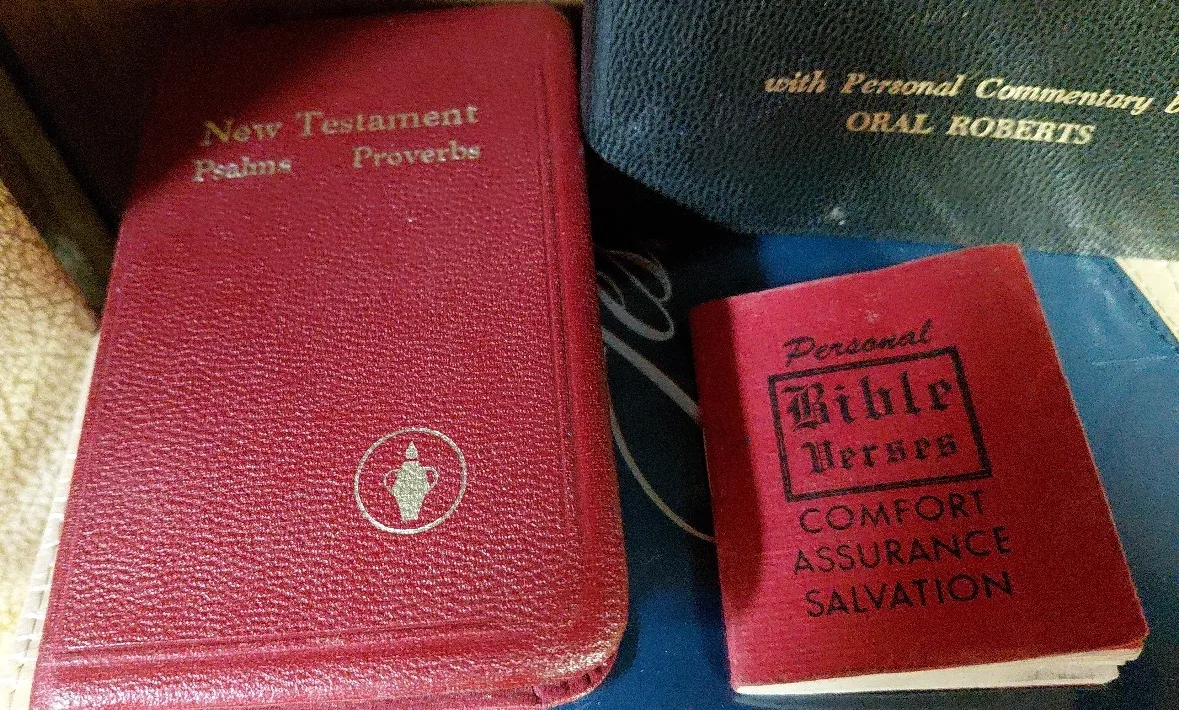 New Testament
Psalms Proverbs
with Personal Commentary
ORAL ROBERTS
Personal
Bible
Verses
COMFORT
ASSURANCE
SALVATION